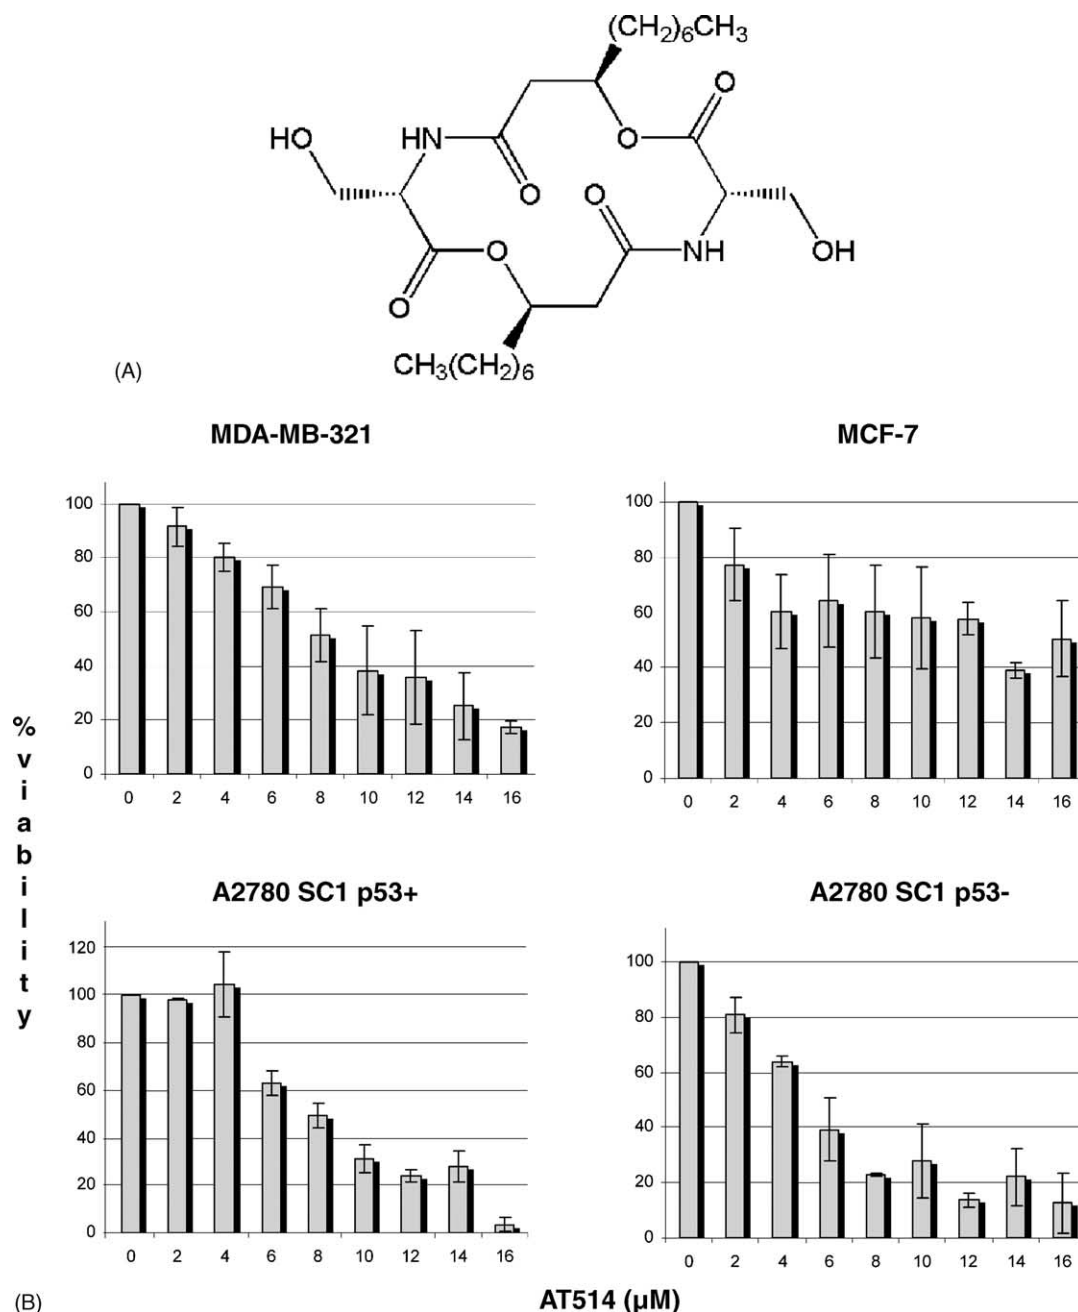 (CH2)6CH3
O
O
HO
HN
O
O
O
NH
OH
O
O
CH3(CH2)6
(A)
MDA-MB-321
100
80
60
40
20
0
0 2 4 6 8 10 12 14 16
MCF-7
100
80
60
40
20
0
0 2 4 6 8 10 12 14 16
% viability
A2780 SC1 p53+
120
100
80
60
40
20
0
0 2 4 6 8 10 12 14 16
A2780 SC1 p53-
100
80
60
40
20
0
0 2 4 6 8 10 12 14 16
(B)
AT514 (µM)